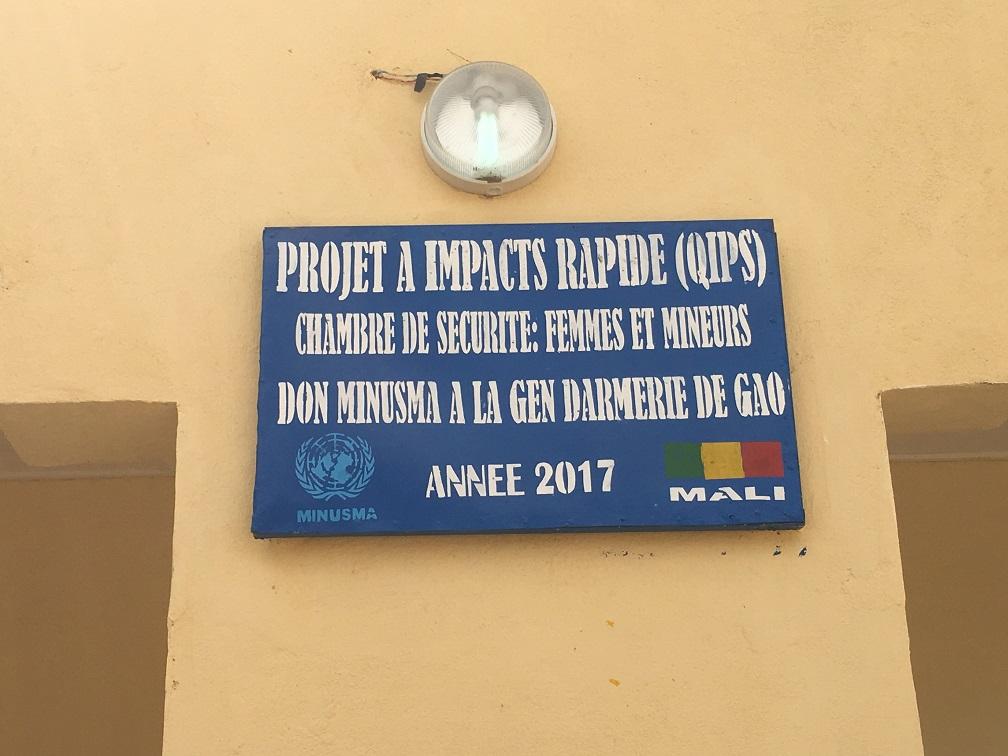 PROJET A IMPACTS RAPIDE (QIPS)
CHAMBRE DE SECURITE: FEMMES ET MINEURS
DON MINUSMA A LA GEN DARMERIE DE GAO
ANNEE 2017
MINUSMA
MALI